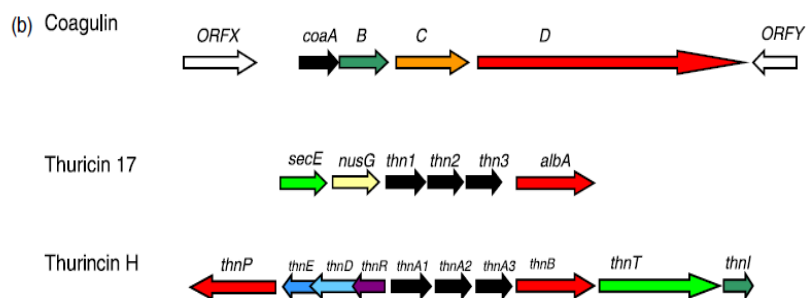 (b) Coagulin
ORFX coaA B C D ORFY
Thuricin 17
secE nusG thn1 thn2 thn3 albA
Thurincin H
thnP thnE thnD thnR thnA1 thnA2 thnA3 thnB thnT thnI